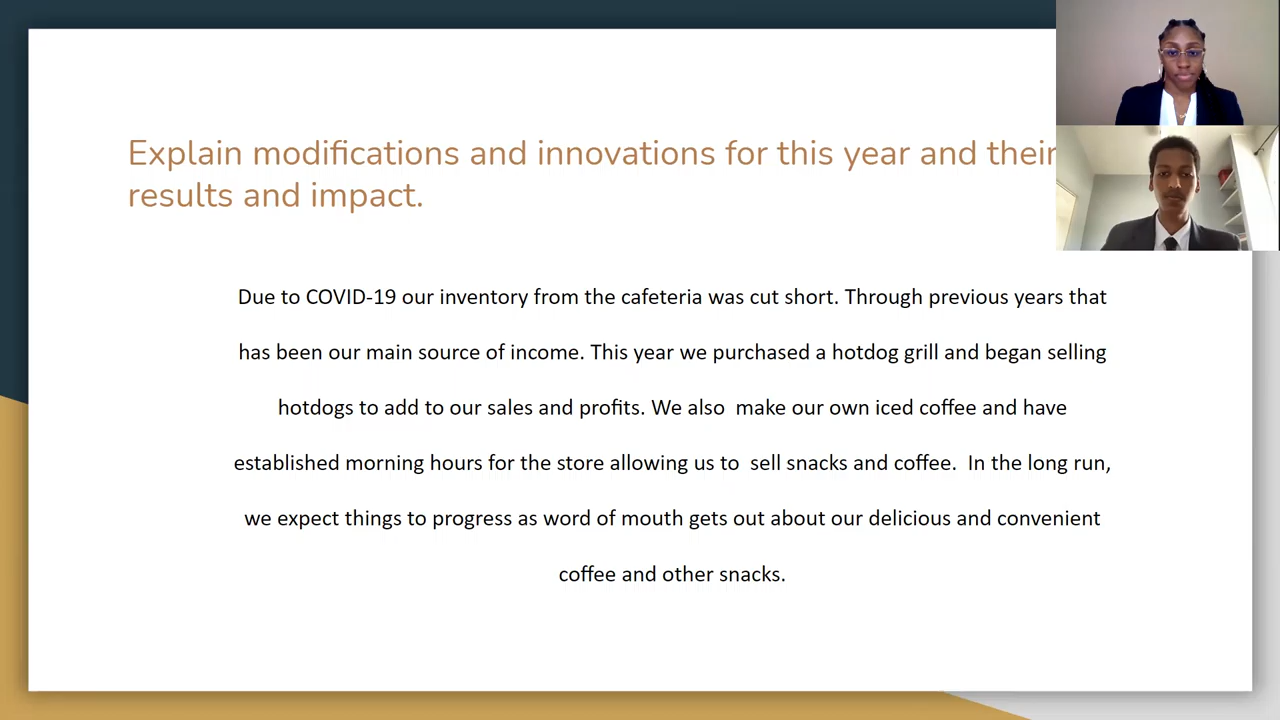 Explain modifications and innovations for this year and their
results and impact.
Due to COVID-19 our inventory from the cafeteria was cut short. Through previous years that
has been our main source of income. This year we purchased a hotdog grill and began selling
hotdogs to add to our sales and profits. We also  make our own iced coffee and have
established morning hours for the store allowing us to  sell snacks and coffee.  In the long run,
we expect things to progress as word of mouth gets out about our delicious and convenient
coffee and other snacks.